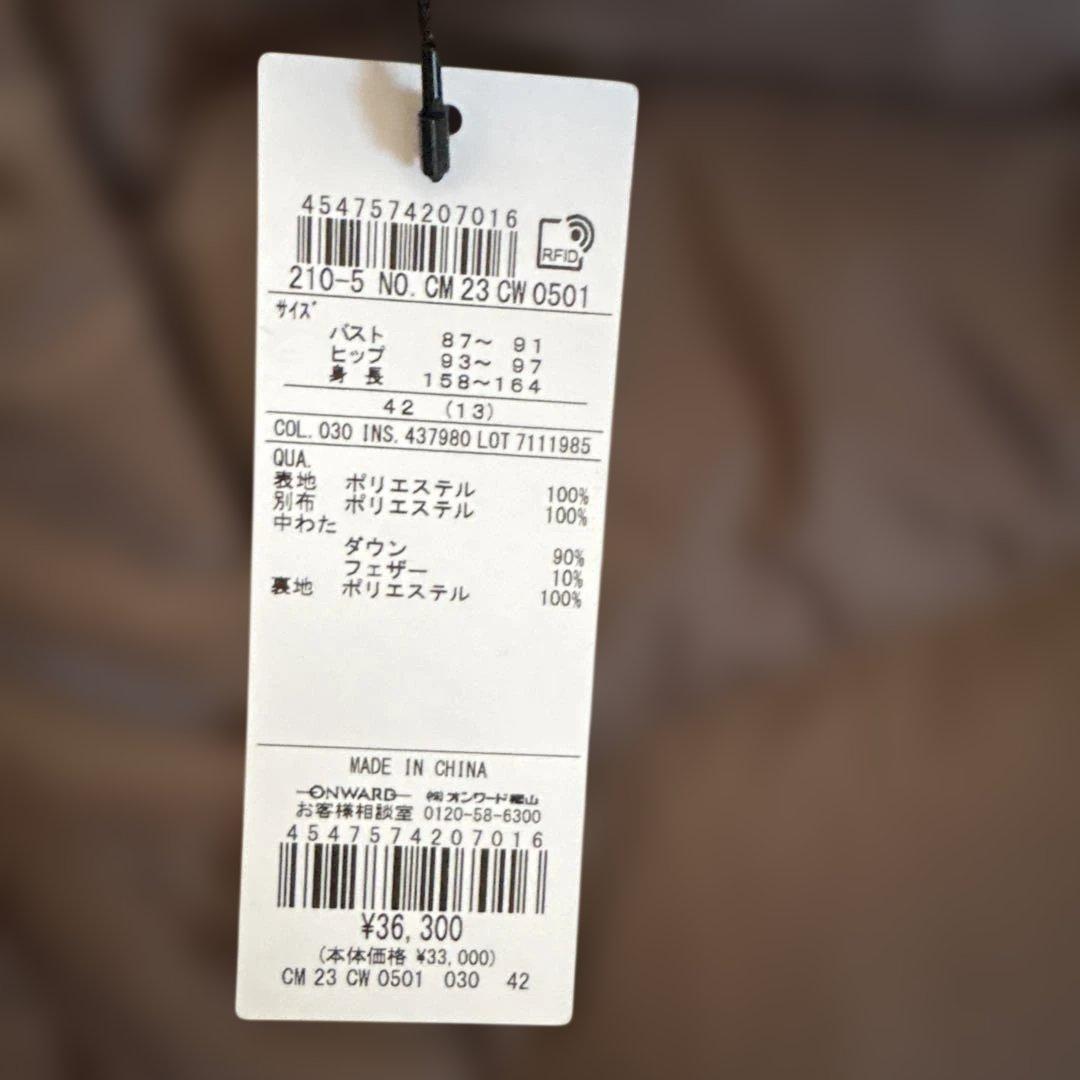 4547574207016
RFID
210-5 NO. CM 23 CW 0501
サイズ
バスト 87～ 91
ヒップ 93～ 97
身 長 158～164
42 (13)
COL. 030 INS. 437980 LOT 7111985
QUA.
表地 ポリエステル 100%
別布 ポリエステル 100%
中わた
ダウン 90%
フェザー 10%
裏地 ポリエステル 100%
MADE IN CHINA
ONWARD ㈱オンワード樫山
お客様相談室 0120-58-6300
4547574207016
¥36,300
(本体価格 ¥33,000)
CM 23 CW 0501 030 42